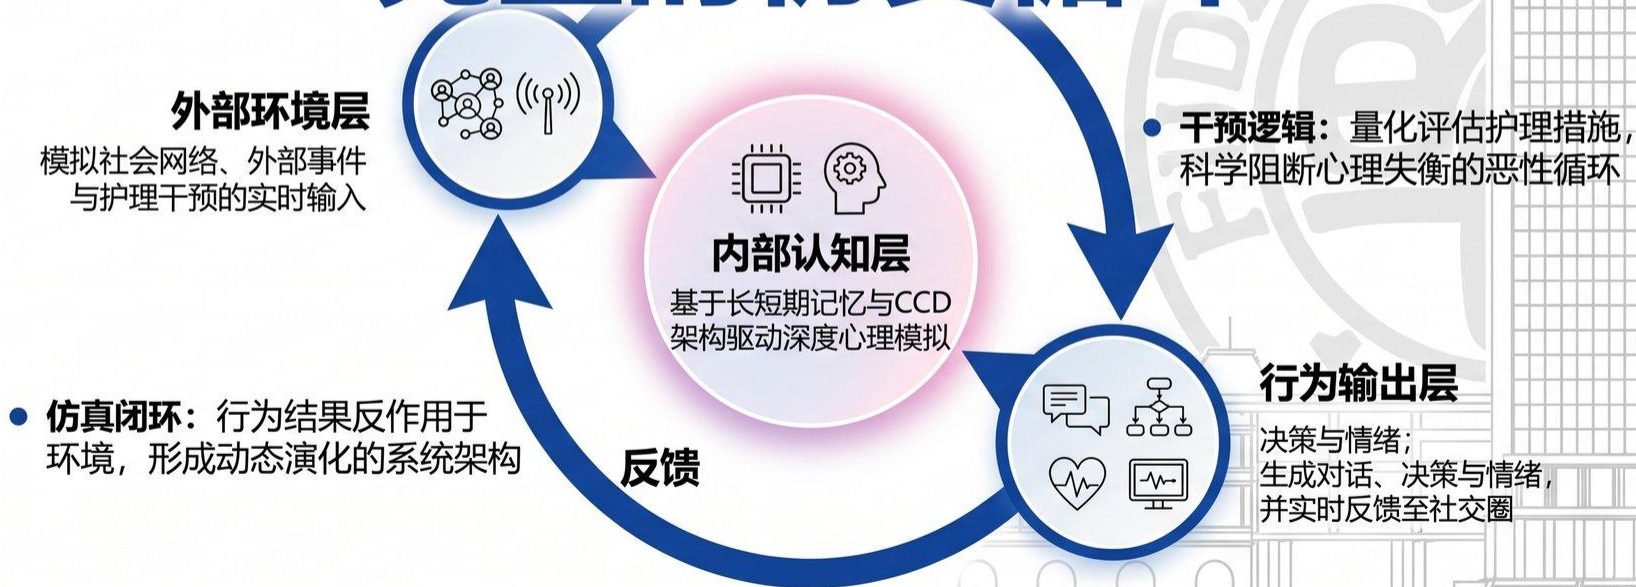 外部环境层
模拟社会网络、外部事件
与护理干预的实时输入
内部认知层
基于长短期记忆与CCD
架构驱动深度心理模拟
干预逻辑：量化评估护理措施，
科学阻断心理失衡的恶性循环
仿真闭环：行为结果反作用于
环境，形成动态演化的系统架构
反馈
行为输出层
决策与情绪；
生成对话、决策与情绪，
并实时反馈至社交圈